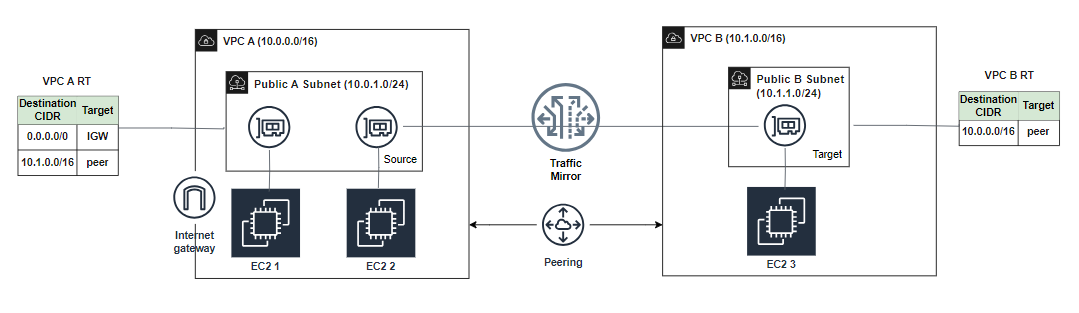 VPC A RT
Destination CIDR Target
0.0.0.0/0 IGW
10.1.0.0/16 peer
VPC A (10.0.0.0/16)
Public A Subnet (10.0.1.0/24)
Source
Internet
gateway
EC2 1
EC2 2
Traffic
Mirror
Peering
VPC B (10.1.0.0/16)
Public B Subnet
(10.1.1.0/24)
Target
EC2 3
VPC B RT
Destination CIDR Target
10.0.0.0/16 peer